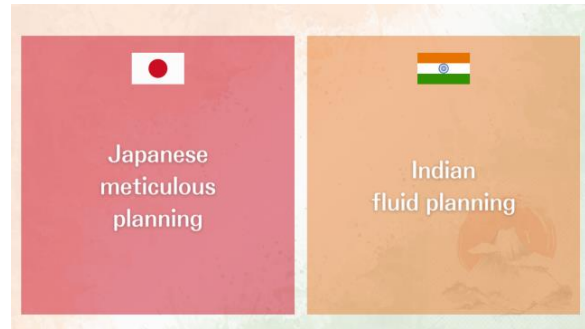 Japanese
meticulous
planning
Indian
fluid planning